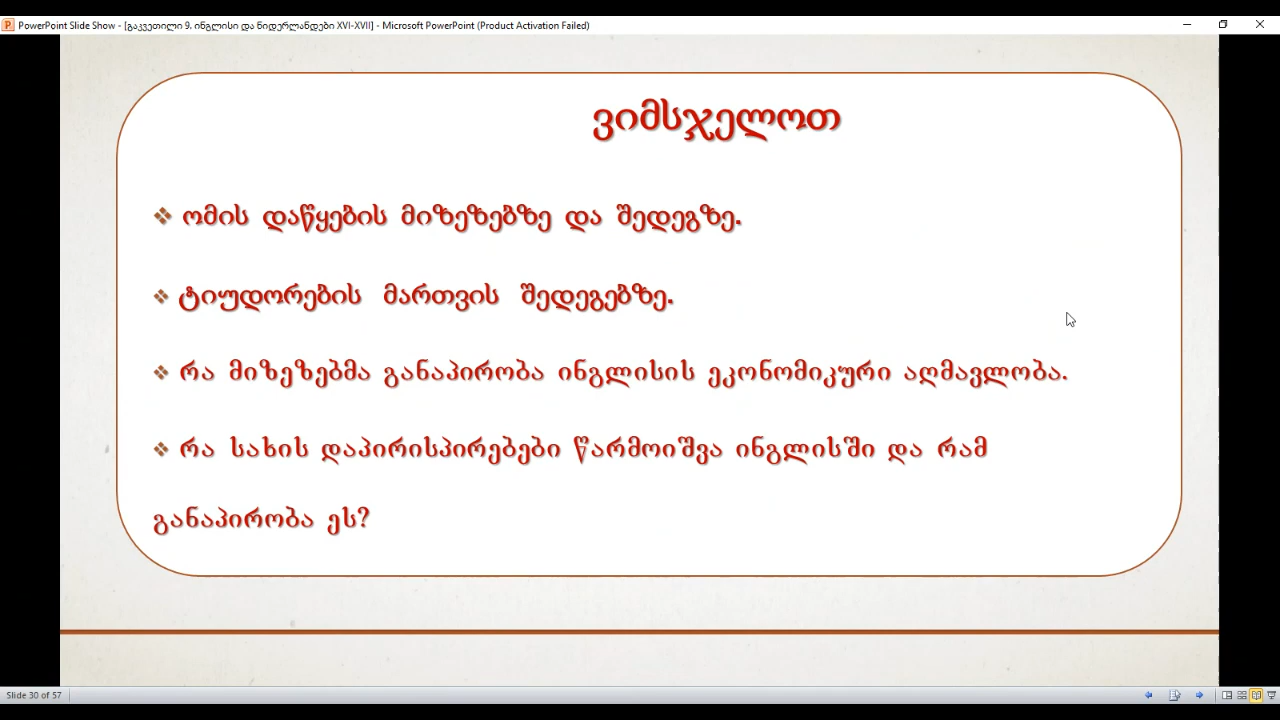 PowerPoint Slide Show - [გაკვეთილი 9. ინგლისი და ნიდერლანდები XVI-XVII] - Microsoft PowerPoint (Product Activation Failed)
ვიმსჯელოთ
❖ ომის დაწყების მიზეზებზე და შედეგზე.
❖ ტიუდორების მართვის შედეგებზე.
❖ რა მიზეზებმა განაპირობა ინგლისის ეკონომიკური აღმავლობა.
❖ რა სახის დაპირისპირებები წარმოიშვა ინგლისში და რამ
განაპირობა ეს?
Slide 30 of 57